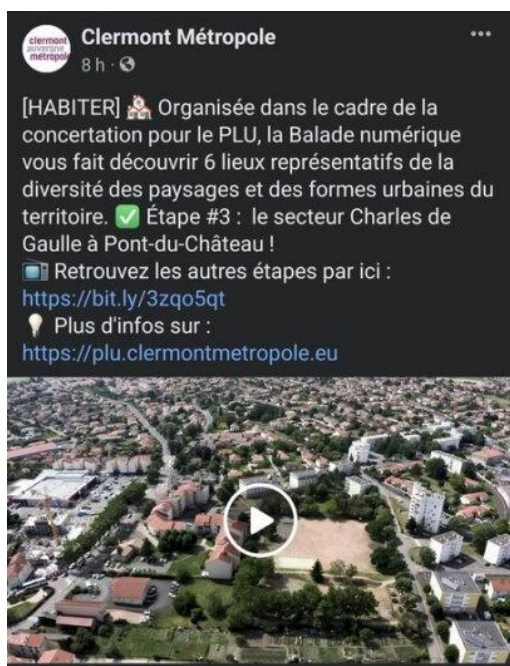 clermont
auvergne
métropole
Clermont Métropole
8 h
[HABITER] 🏘️ Organisée dans le cadre de la
concertation pour le PLU, la Balade numérique
vous fait découvrir 6 lieux représentatifs de la
diversité des paysages et des formes urbaines du
territoire. ✅ Étape #3 : le secteur Charles de
Gaulle à Pont-du-Château !
📺 Retrouvez les autres étapes par ici :
https://bit.ly/3zqo5qt
💡 Plus d'infos sur :
https://plu.clermontmetropole.eu